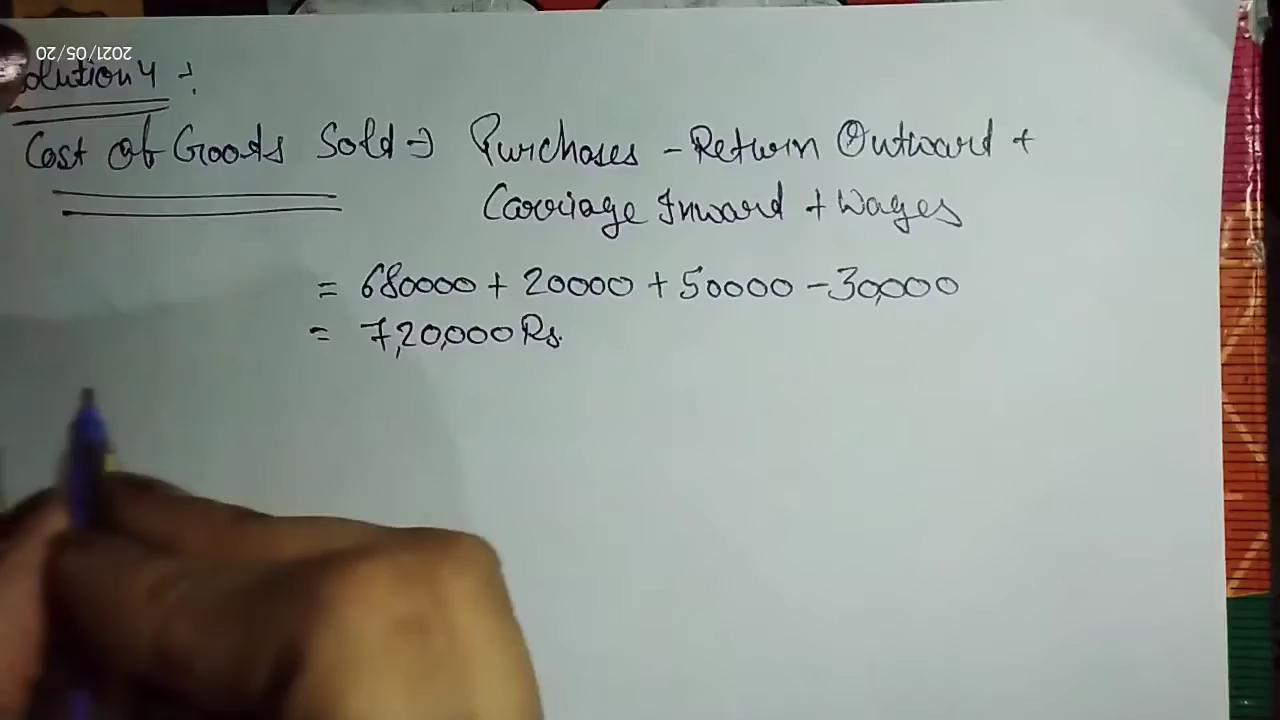 2021/05/20
olution 4 :
Cost of Goods Sold ⇒ Purchases - Return Outward +
Carriage Inward + Wages
= 680000 + 20000 + 50000 - 30,000
= 7,20,000 Rs.